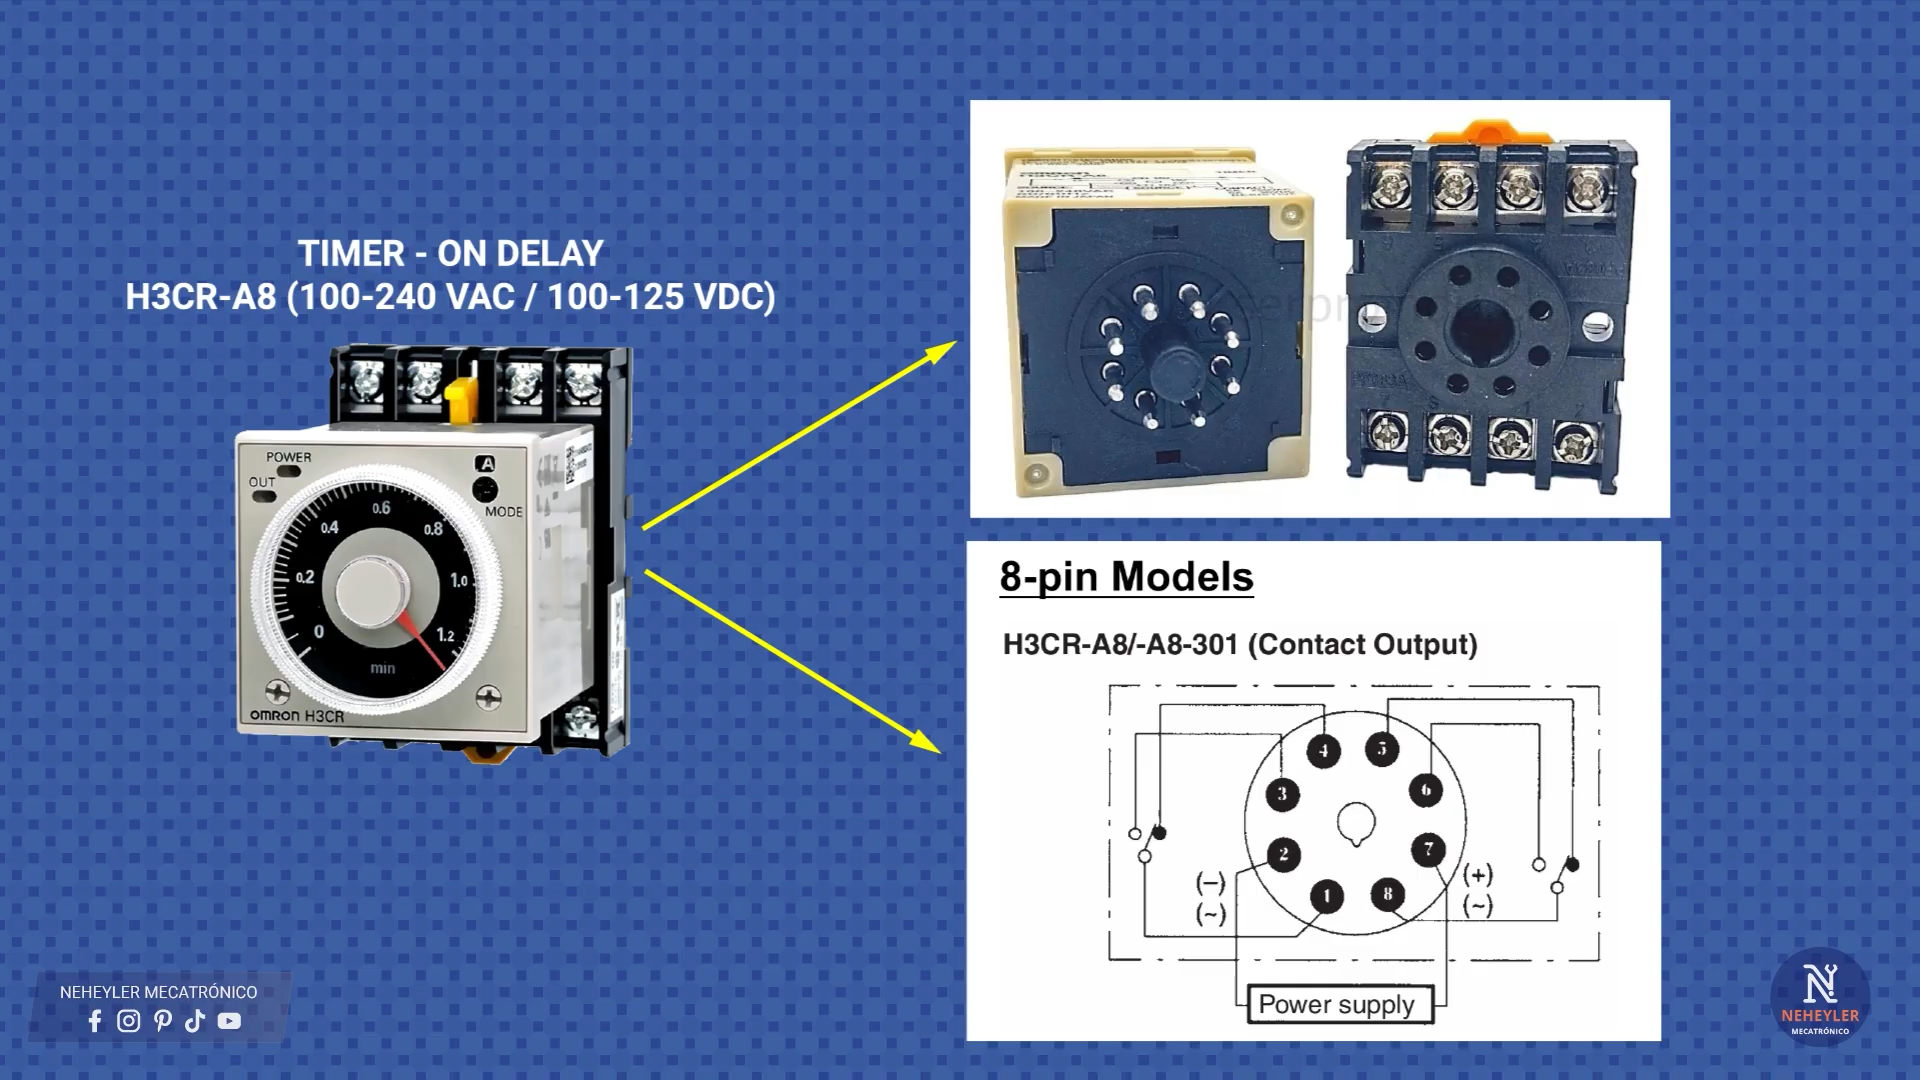 TIMER - ON DELAY
H3CR-A8 (100-240 VAC / 100-125 VDC)
POWER
OUT
A
MODE
0
0.2
0.4
0.6
0.8
1.0
1.2
min
OMRON H3CR
8-pin Models
H3CR-A8/-A8-301 (Contact Output)
4 5
3 6
2 7
1 8
(–) (+)
(~) (~)
Power supply
NEHEYLER MECATRÓNICO
N
NEHEYLER
MECATRÓNICO